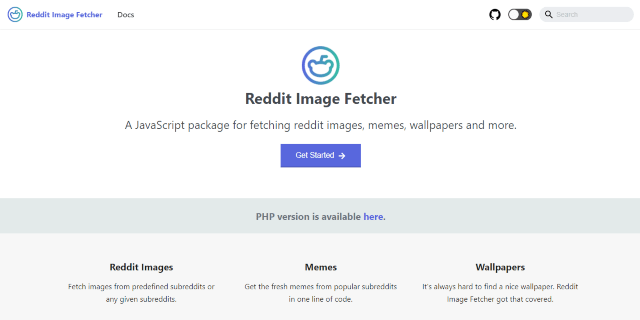 Reddit Image Fetcher
Docs
Search
Reddit Image Fetcher
A JavaScript package for fetching reddit images, memes, wallpapers and more.
Get Started
PHP version is available here.
Reddit Images
Fetch images from predefined subreddits or
any given subreddits.
Memes
Get the fresh memes from popular subreddits
in one line of code.
Wallpapers
It's always hard to find a nice wallpaper. Reddit
Image Fetcher got that covered.